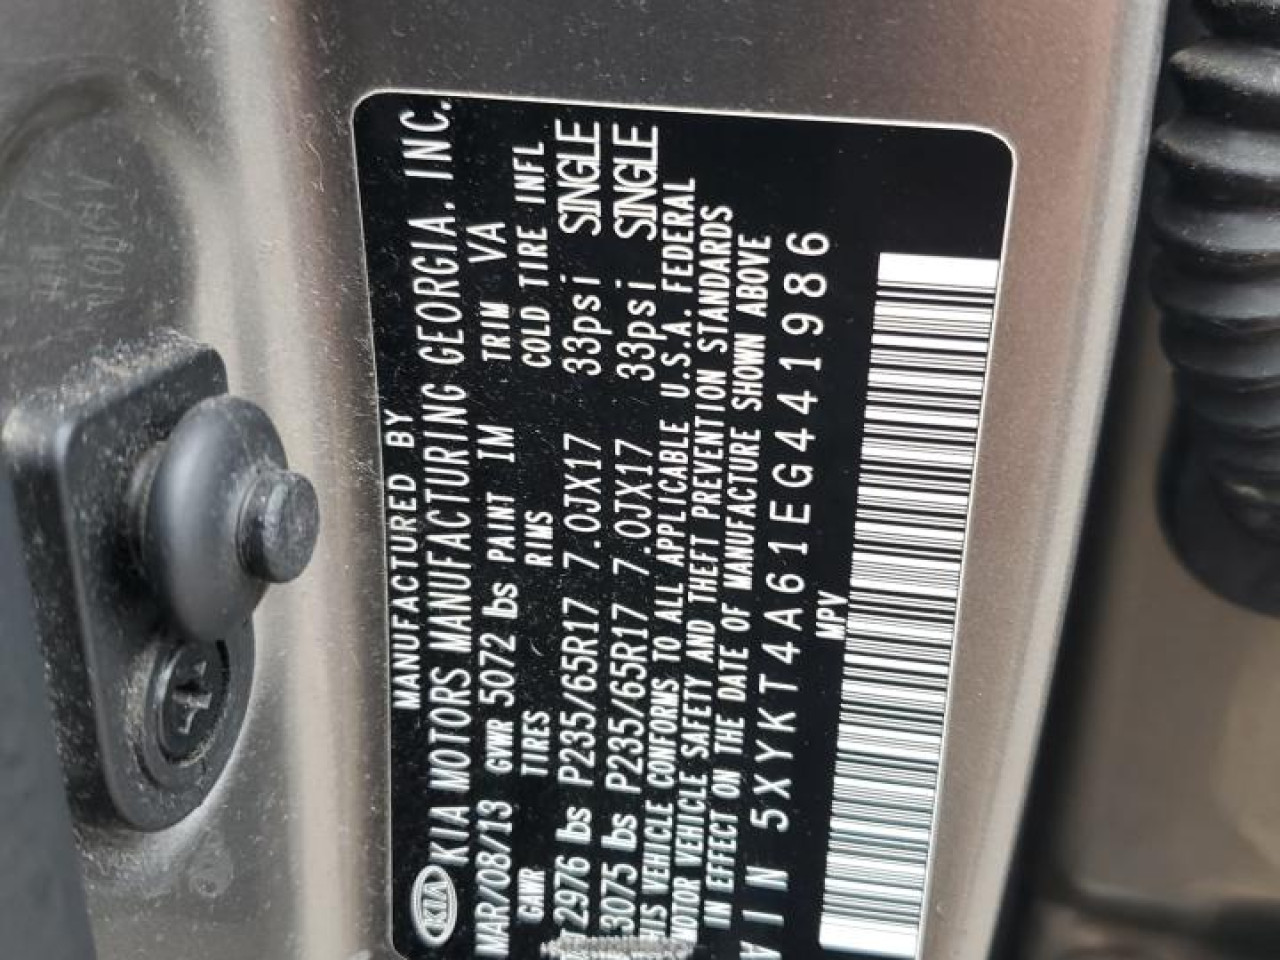 MANUFACTURED BY
KIA KIA MOTORS MANUFACTURING GEORGIA. INC.
MAR/08/13 GVWR 5072 lbs PAINT IM TRIM VA
GAWR TIRES RIMS COLD TIRE INFL
2976 lbs P235/65R17 7.0JX17 33psi SINGLE
3075 lbs P235/65R17 7.0JX17 33psi SINGLE
THIS VEHICLE CONFORMS TO ALL APPLICABLE U.S.A. FEDERAL
MOTOR VEHICLE SAFETY AND THEFT PREVENTION STANDARDS
IN EFFECT ON THE DATE OF MANUFACTURE SHOWN ABOVE
VIN 5XYKT4A61EG441986
MPV